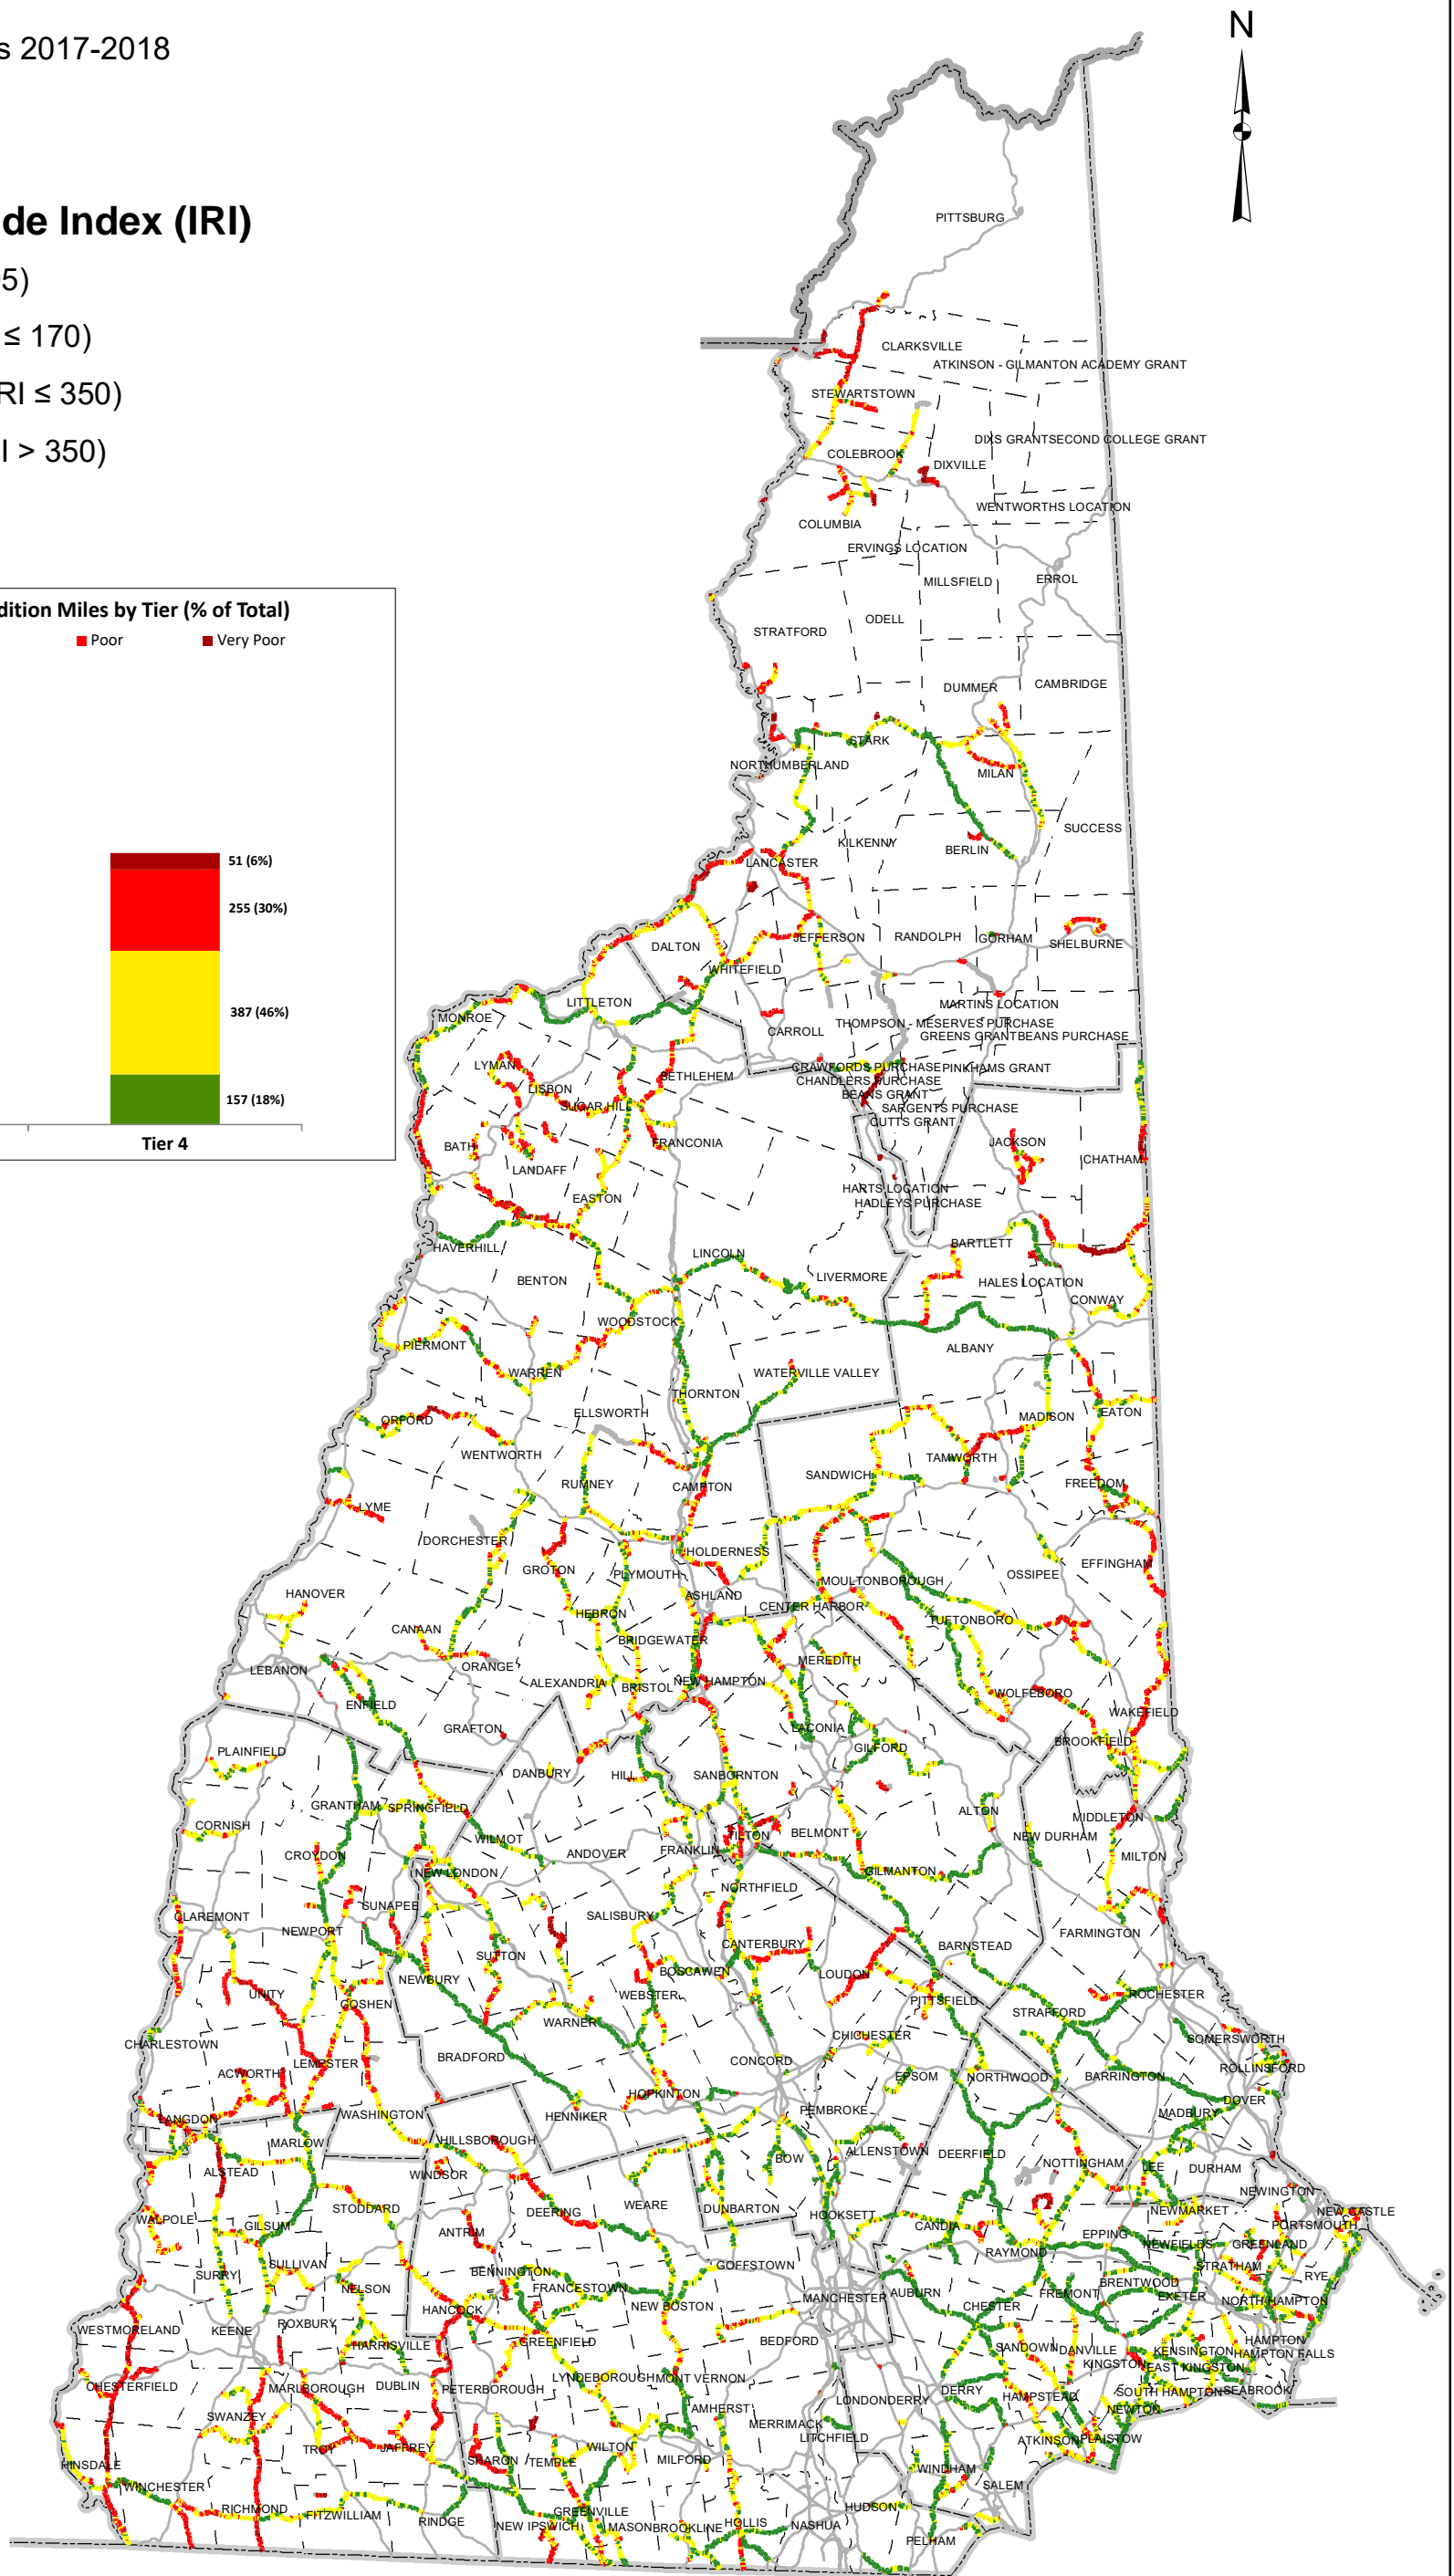 s 2017-2018
N
de Index (IRI)
5)
≤ 170)
RI ≤ 350)
I > 350)
dition Miles by Tier (% of Total)
Poor
Very Poor
51 (6%)
255 (30%)
387 (46%)
157 (18%)
Tier 4
PITTSBURG
CLARKSVILLE
ATKINSON - GILMANTON ACADEMY GRANT
STEWARTSTOWN
DIXS GRANT
SECOND COLLEGE GRANT
COLEBROOK
DIXVILLE
WENTWORTHS LOCATION
COLUMBIA
ERVINGS LOCATION
MILLSFIELD
ERROL
ODELL
STRATFORD
DUMMER
CAMBRIDGE
STARK
NORTHUMBERLAND
MILAN
SUCCESS
KILKENNY
BERLIN
LANCASTER
JEFFERSON
RANDOLPH
GORHAM
SHELBURNE
DALTON
WHITEFIELD
LITTLETON
MARTINS LOCATION
MONROE
CARROLL
THOMPSON - MESERVES PURCHASE
GREENS GRANT
BEANS PURCHASE
LYMAN
CRAWFORDS PURCHASE
PINKHAMS GRANT
BETHLEHEM
CHANDLERS PURCHASE
LISBON
BEANS GRANT
SUGAR HILL
SARGENTS PURCHASE
CUTTS GRANT
BATH
FRANCONIA
JACKSON
CHATHAM
LANDAFF
HARTS LOCATION
EASTON
HADLEYS PURCHASE
HAVERHILL
LINCOLN
BARTLETT
BENTON
LIVERMORE
HALES LOCATION
CONWAY
WOODSTOCK
PIERMONT
ALBANY
WARREN
WATERVILLE VALLEY
THORNTON
ORFORD
ELLSWORTH
MADISON
EATON
WENTWORTH
TAMWORTH
SANDWICH
RUMNEY
CAMPTON
FREEDOM
LYME
DORCHESTER
HOLDERNESS
EFFINGHAM
GROTON
PLYMOUTH
OSSIPEE
MOULTONBOROUGH
HANOVER
ASHLAND
CENTER HARBOR
HEBRON
TUFTONBORO
CANAAN
BRIDGEWATER
MEREDITH
LEBANON
ORANGE
ALEXANDRIA
BRISTOL
NEW HAMPTON
WOLFEBORO
ENFIELD
WAKEFIELD
GRAFTON
LACONIA
BROOKFIELD
GILFORD
PLAINFIELD
DANBURY
HILL
SANBORNTON
GRANTHAM
SPRINGFIELD
ALTON
MIDDLETON
CORNISH
WILMOT
TILTON
BELMONT
NEW DURHAM
CROYDON
ANDOVER
FRANKLIN
MILTON
NEW LONDON
GILMANTON
NORTHFIELD
SUNAPEE
CLAREMONT
SALISBURY
NEWPORT
FARMINGTON
CANTERBURY
BARNSTEAD
SUTTON
BOSCAWEN
LOUDON
NEWBURY
UNITY
WEBSTER
ROCHESTER
GOSHEN
PITTSFIELD
STRAFFORD
WARNER
CHICHESTER
SOMERSWORTH
CHARLESTOWN
BRADFORD
CONCORD
LEMPSTER
ROLLINSFORD
ACWORTH
EPSOM
NORTHWOOD
BARRINGTON
HOPKINTON
DOVER
WASHINGTON
HENNIKER
PEMBROKE
MADBURY
LANGDON
HILLSBOROUGH
MARLOW
ALLENSTOWN
DEERFIELD
BOW
NOTTINGHAM
LEE
DURHAM
ALSTEAD
WINDSOR
NEWINGTON
STODDARD
DEERING
WEARE
DUNBARTON
HOOKSETT
NEWMARKET
NEW CASTLE
WALPOLE
GILSUM
ANTRIM
CANDIA
EPPING
PORTSMOUTH
NEWFIELDS
GREENLAND
RAYMOND
SULLIVAN
GOFFSTOWN
STRATHAM
SURRY
BENNINGTON
RYE
NELSON
FRANCESTOWN
AUBURN
FREMONT
BRENTWOOD
EXETER
MANCHESTER
NORTH HAMPTON
HANCOCK
NEW BOSTON
CHESTER
WESTMORELAND
KEENE
ROXBURY
HARRISVILLE
GREENFIELD
BEDFORD
HAMPTON
SANDOWN
DANVILLE
KENSINGTON
HAMPTON FALLS
KINGSTON
EAST KINGSTON
CHESTERFIELD
MARLBOROUGH
DUBLIN
PETERBOROUGH
LYNDEBOROUGH
MONT VERNON
LONDONDERRY
DERRY
HAMPSTEAD
SOUTH HAMPTON
SEABROOK
AMHERST
NEWTON
SWANZEY
MERRIMACK
LITCHFIELD
ATKINSON
PLAISTOW
TROY
JAFFREY
WILTON
SHARON
TEMPLE
MILFORD
HINSDALE
WINDHAM
WINCHESTER
SALEM
RICHMOND
FITZWILLIAM
RINDGE
GREENVILLE
HUDSON
NEW IPSWICH
MASON
BROOKLINE
HOLLIS
NASHUA
PELHAM